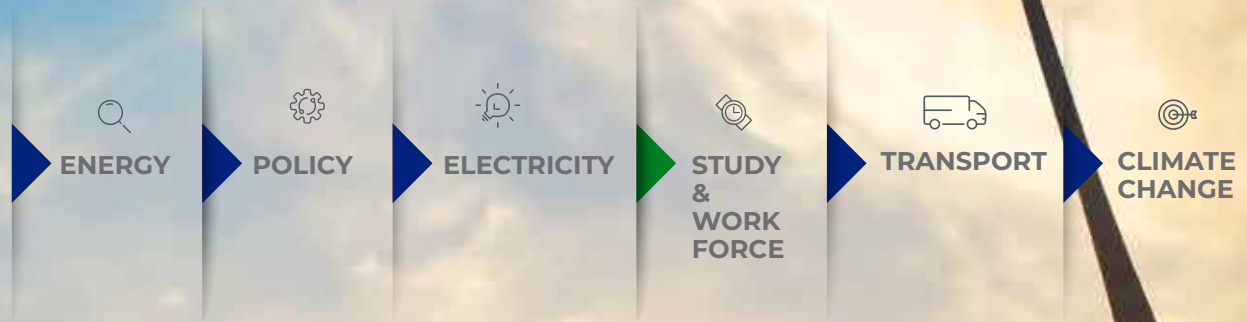 ENERGY
POLICY
ELECTRICITY
STUDY
&
WORK
FORCE
TRANSPORT
CLIMATE
CHANGE